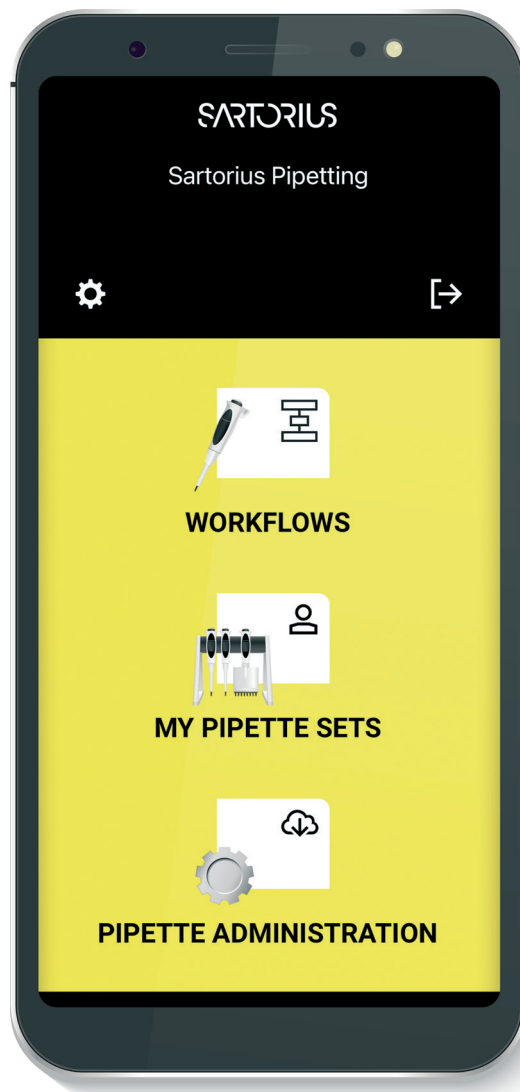 SARTORIUS
Sartorius Pipetting
WORKFLOWS
MY PIPETTE SETS
PIPETTE ADMINISTRATION